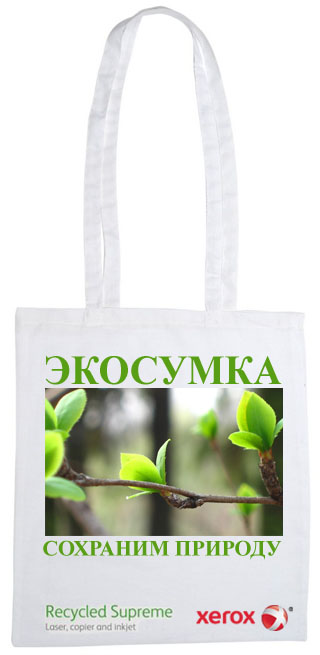 ЭКОСУМКА
СОХРАНИМ ПРИРОДУ
Recycled Supreme
Laser, copier and inkjet
xerox ®